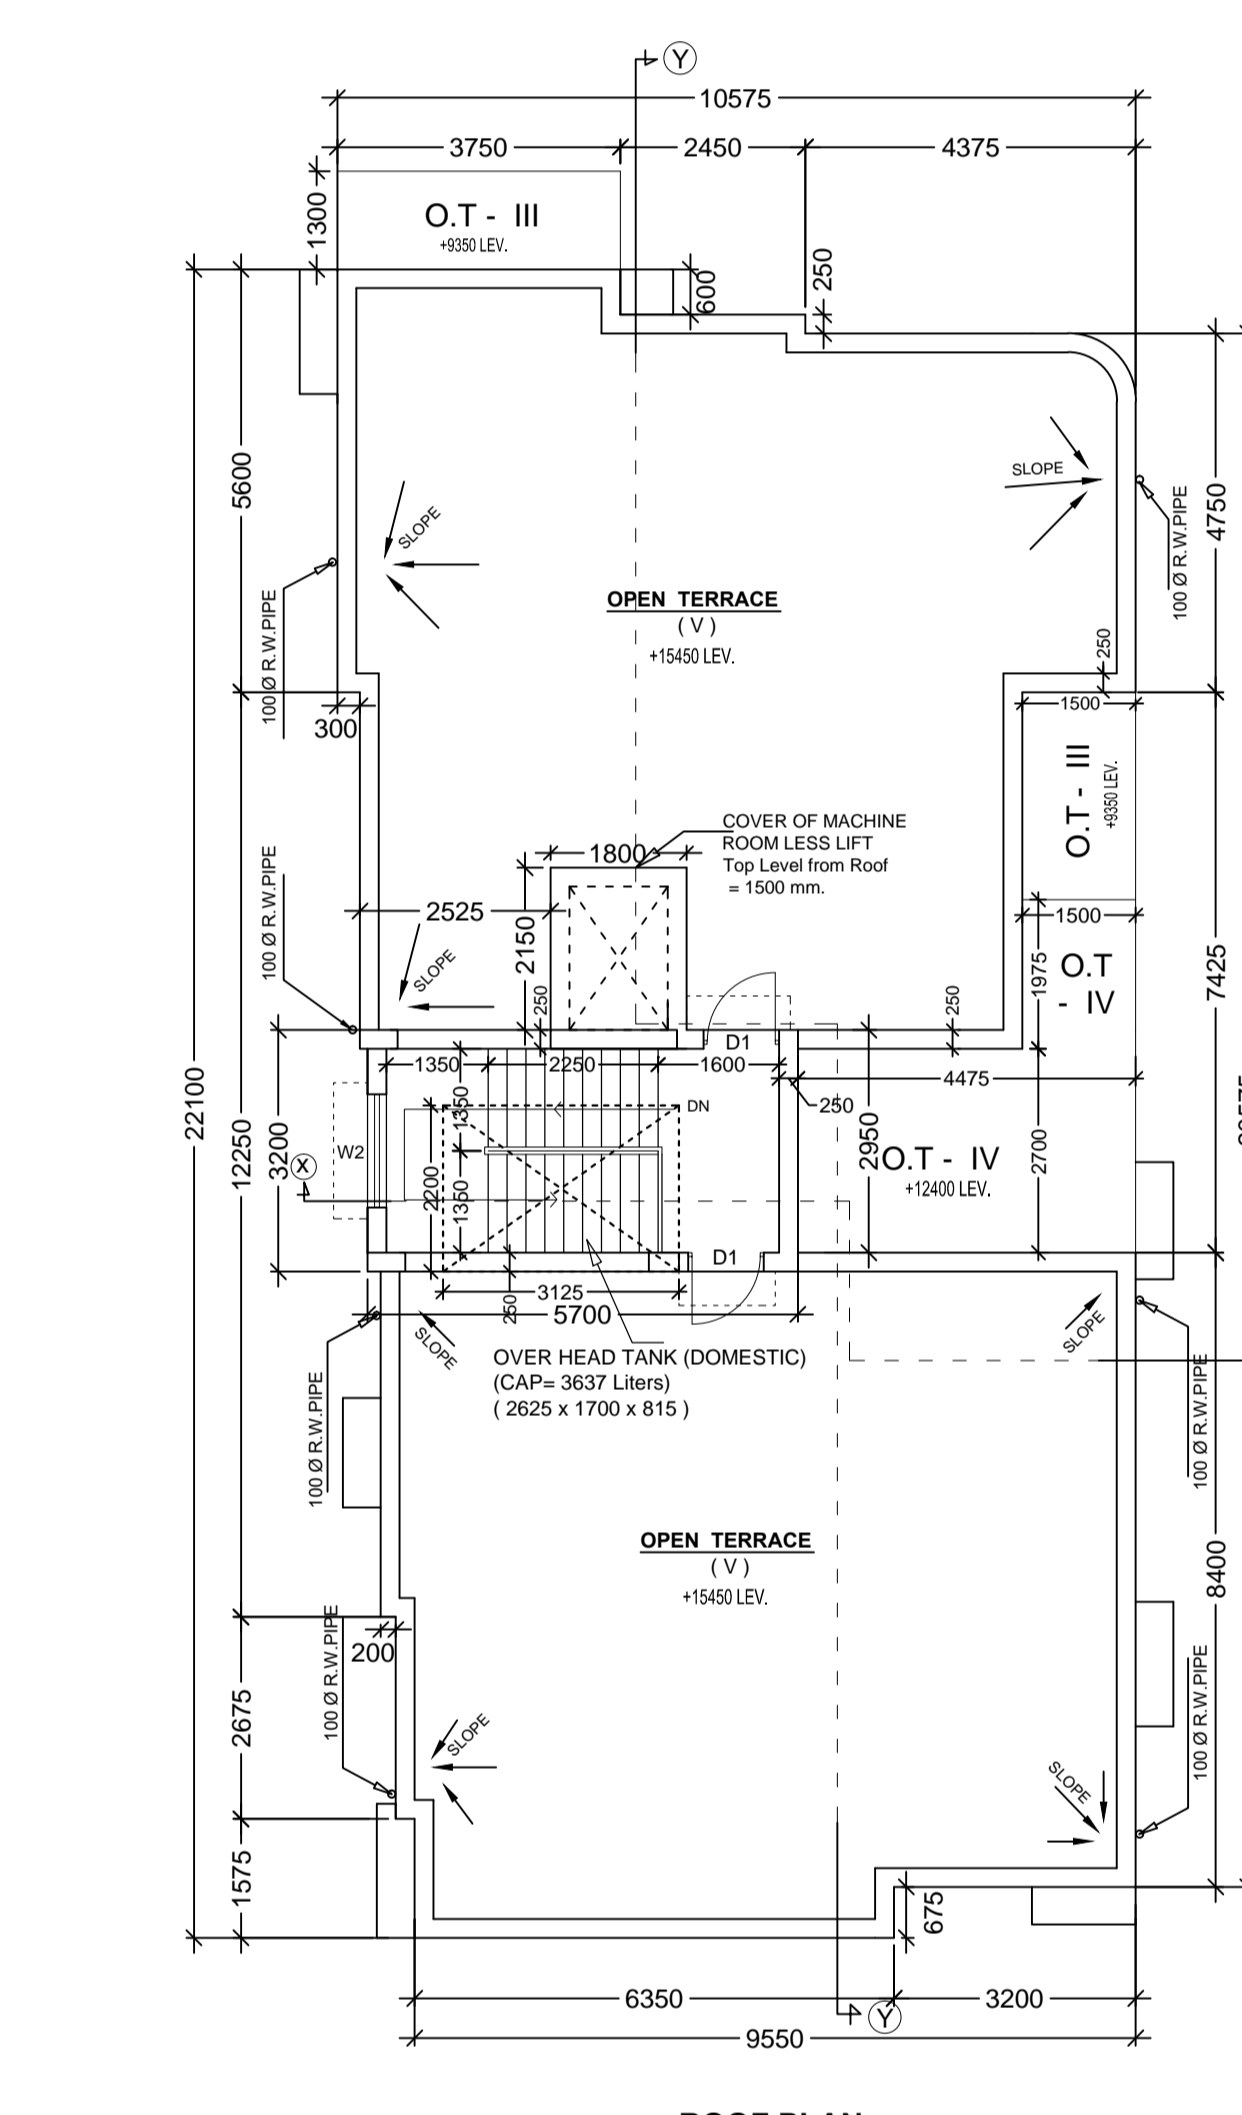 Y
10575
3750
2450
4375
1300
O.T - III
+9350 LEV.
600
250
5600
4750
SLOPE
SLOPE
100 Ø R.W.PIPE
100 Ø R.W.PIPE
OPEN TERRACE
( V )
+15450 LEV.
250
1500
300
O.T - III
+9350 LEV.
COVER OF MACHINE
ROOM LESS LIFT
Top Level from Roof
= 1500 mm.
1800
100 Ø R.W.PIPE
2525
2150
1500
SLOPE
1975
O.T
- IV
7425
250
250
D1
1350
2250
1600
4475
22100
12250
3200
1350
DN
250
2950
O.T - IV
+12400 LEV.
2700
W2
X
2200
1350
D1
250
3125
5700
SLOPE
SLOPE
OVER HEAD TANK (DOMESTIC)
(CAP= 3637 Liters)
( 2625 x 1700 x 815 )
100 Ø R.W.PIPE
100 Ø R.W.PIPE
OPEN TERRACE
( V )
+15450 LEV.
8400
200
100 Ø R.W.PIPE
100 Ø R.W.PIPE
2675
SLOPE
SLOPE
1575
675
6350
3200
Y
9550
ROOF PLAN